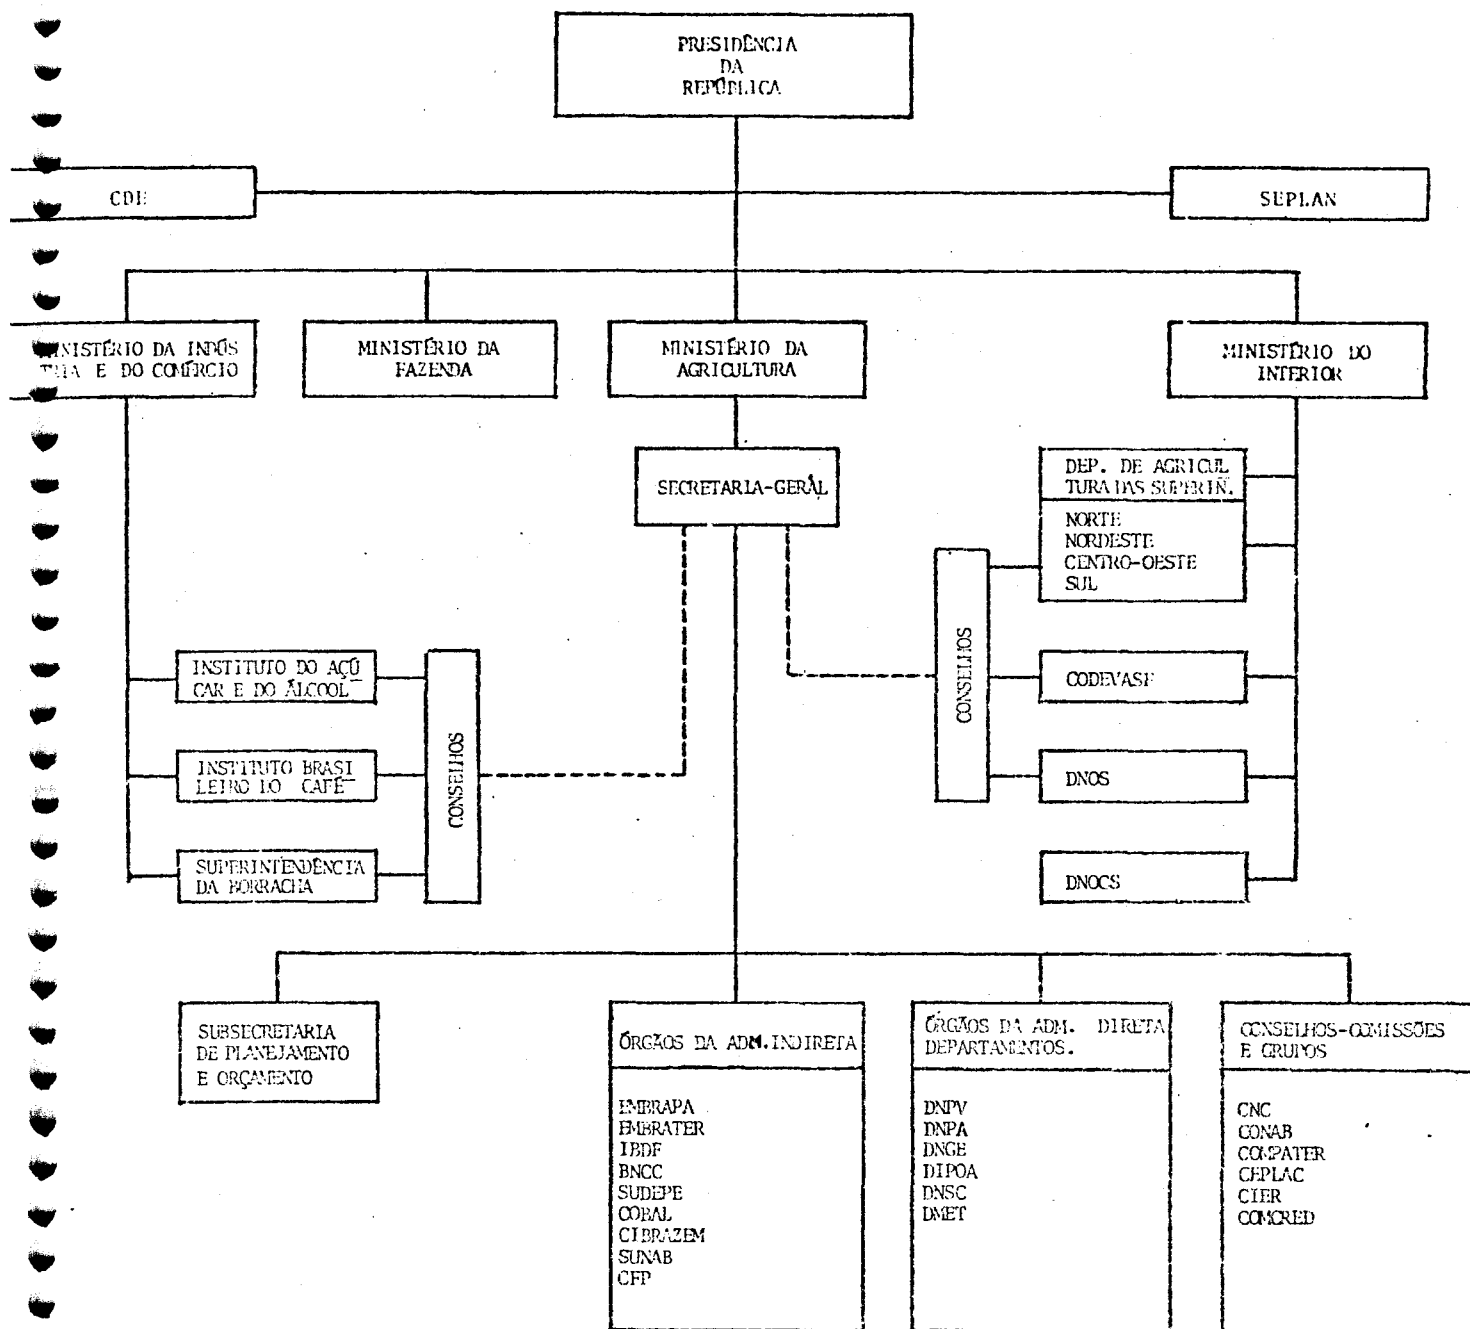 PRESIDÊNCIA
DA
REPÚBLICA
CDE
SEPLAN
MINISTÉRIO DA INDÚS
TRIA E DO COMÉRCIO
MINISTÉRIO DA
FAZENDA
MINISTÉRIO DA
AGRICULTURA
MINISTÉRIO DO
INTERIOR
SECRETARIA-GERAL
DEP. DE AGRICUL
TURA DAS SUPERIN.
NORTE
NORDESTE
CENTRO-OESTE
SUL
CONSELHOS
CODEVASF
DNOS
DNOCS
INSTITUTO DO AÇÚ
CAR E DO ÁLCOOL
INSTITUTO BRASI
LEIRO DO CAFÉ
SUPERINTENDÊNCIA
DA BORRACHA
CONSELHOS
SUBSECRETARIA
DE PLANEJAMENTO
E ORÇAMENTO
ÓRGÃOS DA ADM.INDIRETA
EMBRAPA
EMBRATER
IBDF
BNCC
SUDEPE
COBAL
CIBRAZEM
SUNAB
CFP
ÓRGÃOS DA ADM. DIRETA
DEPARTAMENTOS.
DNPV
DNPA
DNGE
DIPOA
DNSC
DMET
CONSELHOS-COMISSÕES
E GRUPOS
CNC
CONAB
COMPATER
CEPLAC
CIER
COMCRED